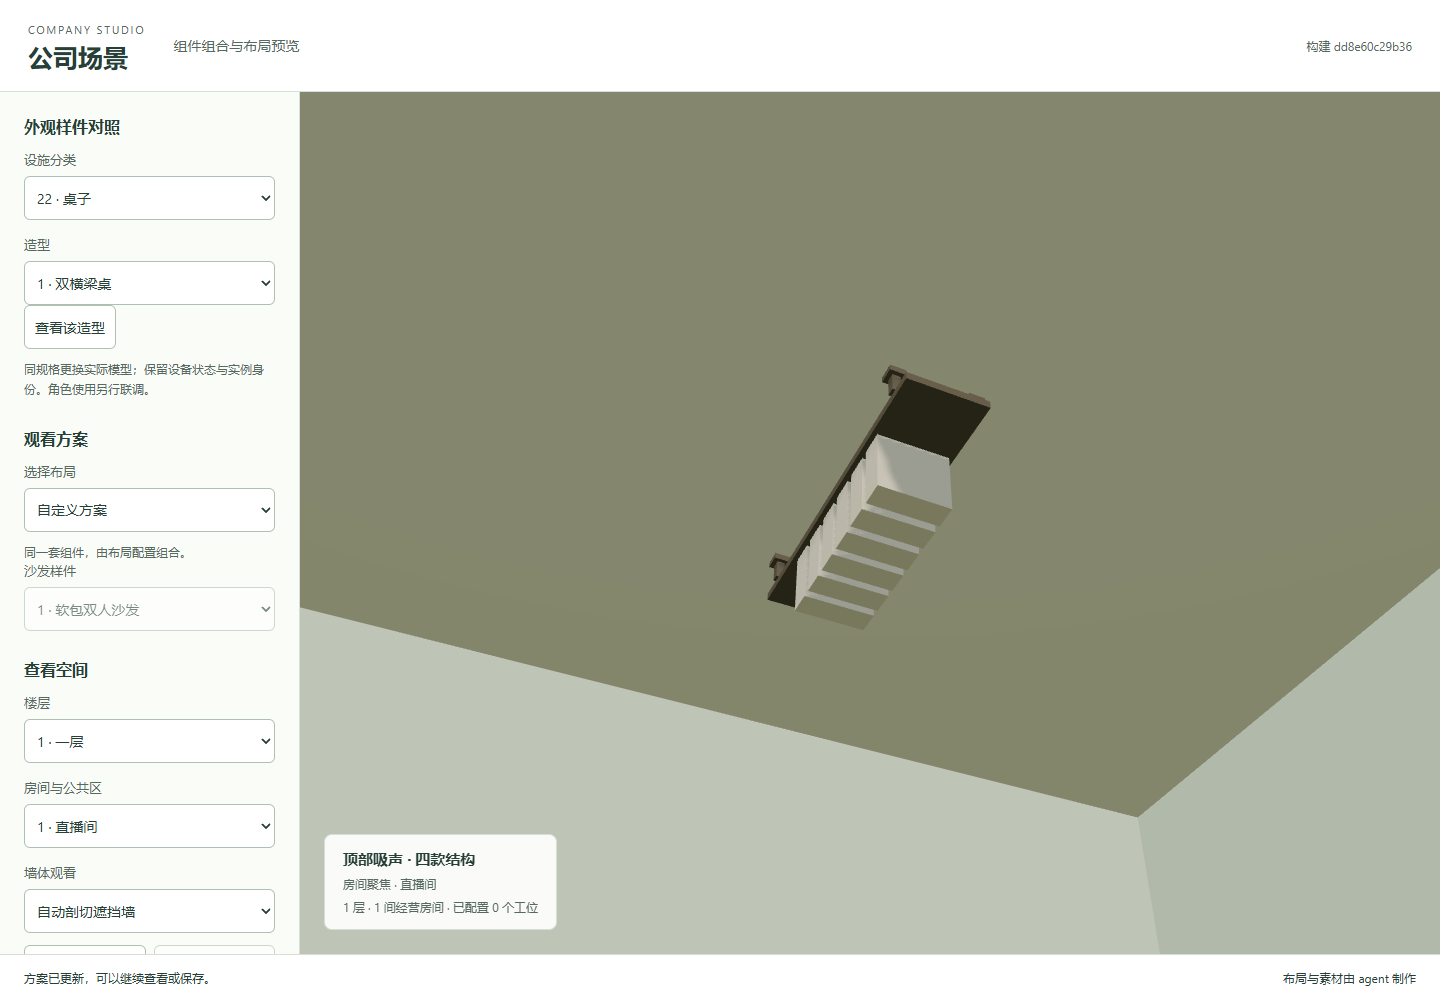 COMPANY STUDIO
公司场景
组件组合与布局预览
构建 dd8e60c29b36
外观样件对照
设施分类
22 · 桌子
造型
1 · 双横梁桌
查看该造型
同规格更换实际模型；保留设备状态与实例身
份。角色使用另行联调。
观看方案
选择布局
自定义方案
同一套组件，由布局配置组合。
沙发样件
1 · 软包双人沙发
查看空间
楼层
1 · 一层
房间与公共区
1 · 直播间
墙体观看
自动剖切遮挡墙
顶部吸声 · 四款结构
房间聚焦 · 直播间
1 层 · 1 间经营房间 · 已配置 0 个工位
方案已更新，可以继续查看或保存。
布局与素材由 agent 制作